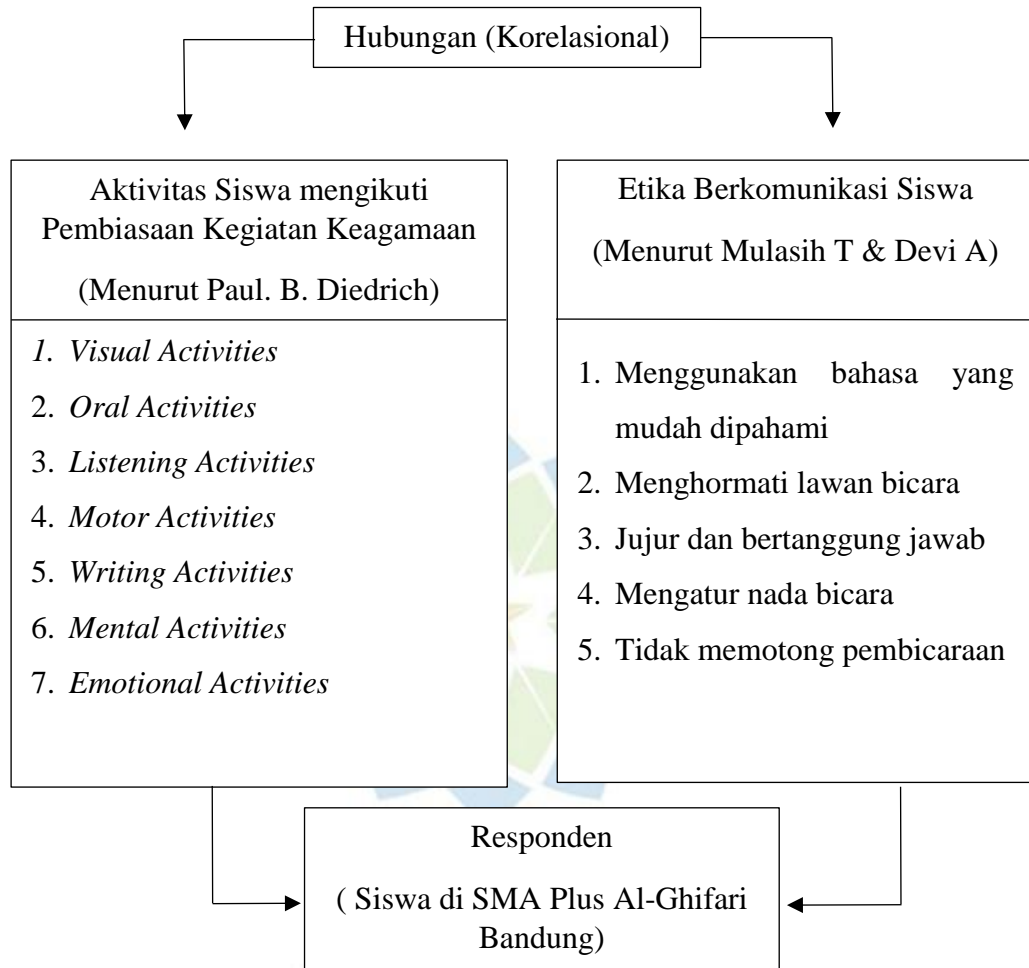 Hubungan (Korelasional)
Aktivitas Siswa mengikuti
Pembiasaan Kegiatan Keagamaan
(Menurut Paul. B. Diedrich)
1. Visual Activities
2. Oral Activities
3. Listening Activities
4. Motor Activities
5. Writing Activities
6. Mental Activities
7. Emotional Activities
Etika Berkomunikasi Siswa
(Menurut Mulasih T & Devi A)
1. Menggunakan bahasa yang
mudah dipahami
2. Menghormati lawan bicara
3. Jujur dan bertanggung jawab
4. Mengatur nada bicara
5. Tidak memotong pembicaraan
Responden
( Siswa di SMA Plus Al-Ghifari
Bandung)